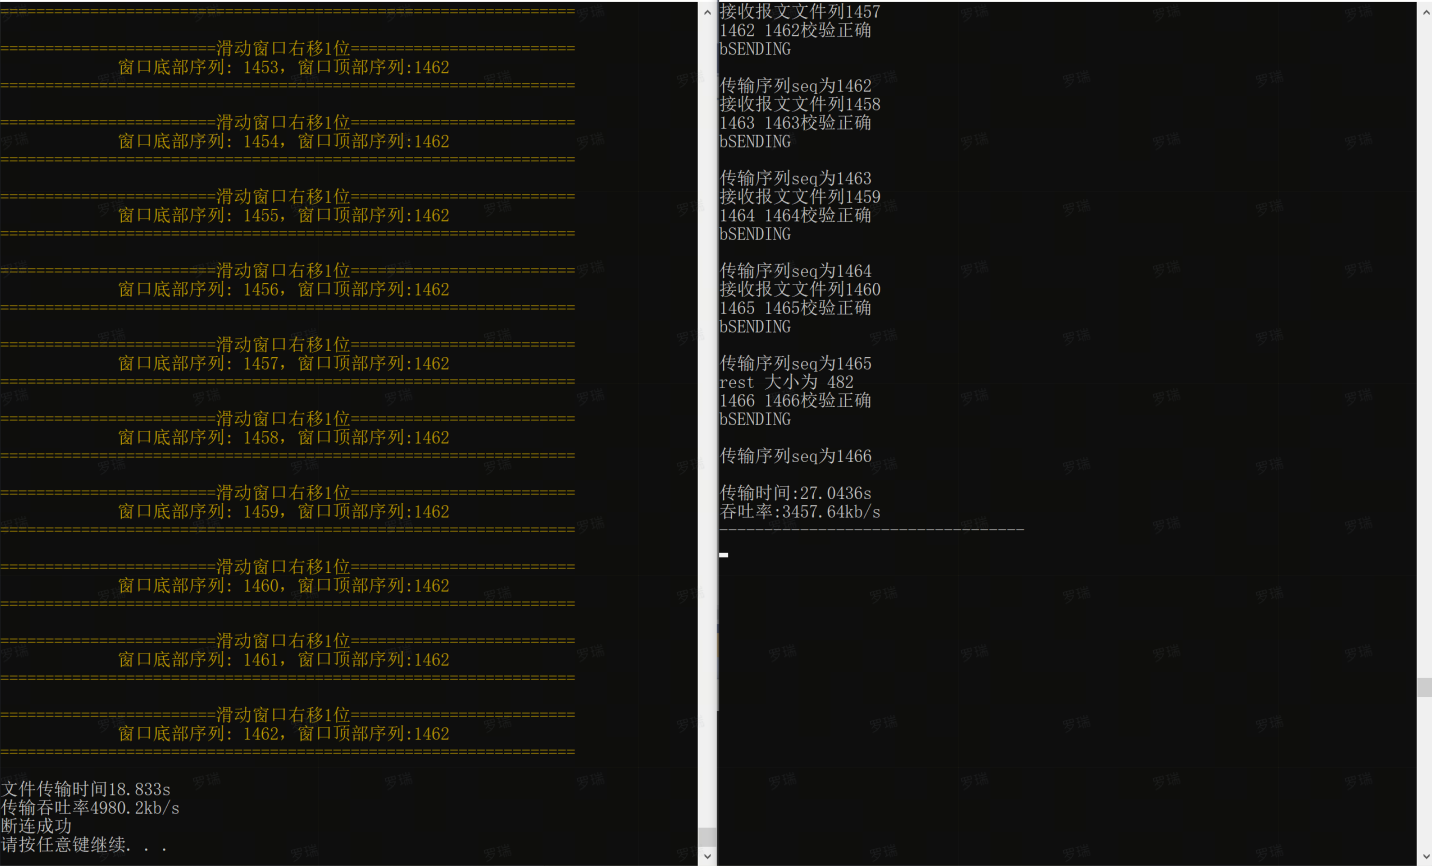 ================================================================
========================滑动窗口右移1位=========================
窗口底部序列: 1453, 窗口顶部序列:1462
================================================================
========================滑动窗口右移1位=========================
窗口底部序列: 1454, 窗口顶部序列:1462
================================================================
========================滑动窗口右移1位=========================
窗口底部序列: 1455, 窗口顶部序列:1462
================================================================
========================滑动窗口右移1位=========================
窗口底部序列: 1456, 窗口顶部序列:1462
================================================================
========================滑动窗口右移1位=========================
窗口底部序列: 1457, 窗口顶部序列:1462
================================================================
========================滑动窗口右移1位=========================
窗口底部序列: 1458, 窗口顶部序列:1462
================================================================
========================滑动窗口右移1位=========================
窗口底部序列: 1459, 窗口顶部序列:1462
================================================================
========================滑动窗口右移1位=========================
窗口底部序列: 1460, 窗口顶部序列:1462
================================================================
========================滑动窗口右移1位=========================
窗口底部序列: 1461, 窗口顶部序列:1462
================================================================
========================滑动窗口右移1位=========================
窗口底部序列: 1462, 窗口顶部序列:1462
================================================================
文件传输时间18.833s
传输吞吐率4980.2kb/s
断连成功
请按任意键继续. . .
接收报文文件列1457
1462 1462校验正确
bSENDING
传输序列seq为1462
接收报文文件列1458
1463 1463校验正确
bSENDING
传输序列seq为1463
接收报文文件列1459
1464 1464校验正确
bSENDING
传输序列seq为1464
接收报文文件列1460
1465 1465校验正确
bSENDING
传输序列seq为1465
rest 大小为 482
1466 1466校验正确
bSENDING
传输序列seq为1466
传输时间:27.0436s
吞吐率:3457.64kb/s
----------------------------------